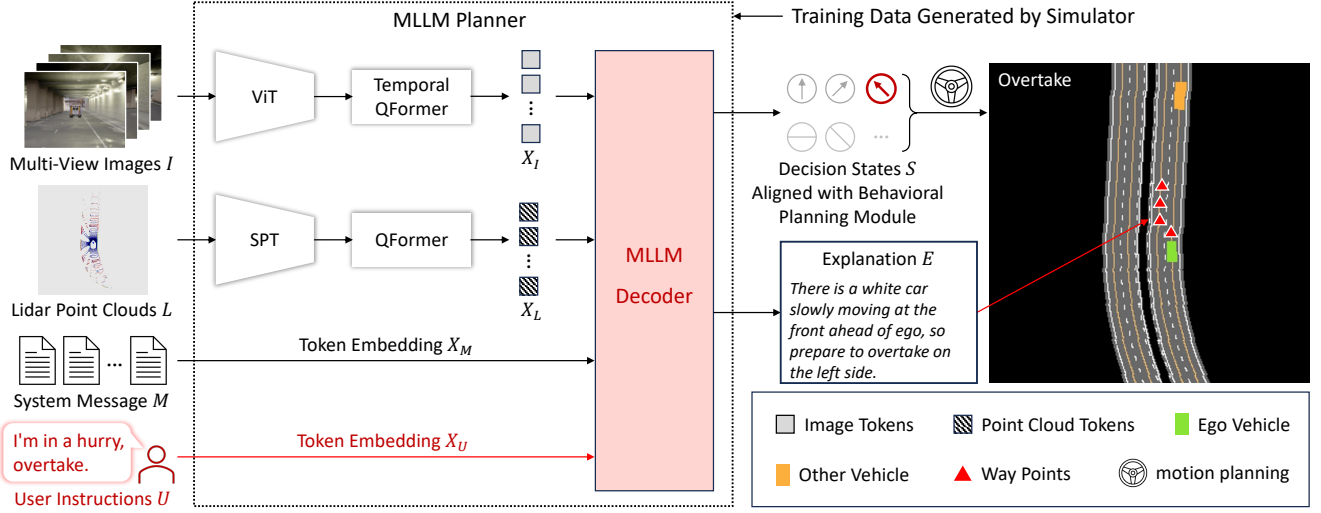 MLLM Planner
Training Data Generated by Simulator
Multi-View Images I
ViT
Temporal
QFormer
⋮
X_I
Lidar Point Clouds L
SPT
QFormer
⋮
X_L
System Message M
...
Token Embedding X_M
I'm in a hurry,
overtake.
User Instructions U
Token Embedding X_U
MLLM
Decoder
...
Decision States S
Aligned with Behavioral
Planning Module
Explanation E
There is a white car
slowly moving at the
front ahead of ego, so
prepare to overtake on
the left side.
Overtake
Image Tokens
Point Cloud Tokens
Ego Vehicle
Other Vehicle
Way Points
motion planning